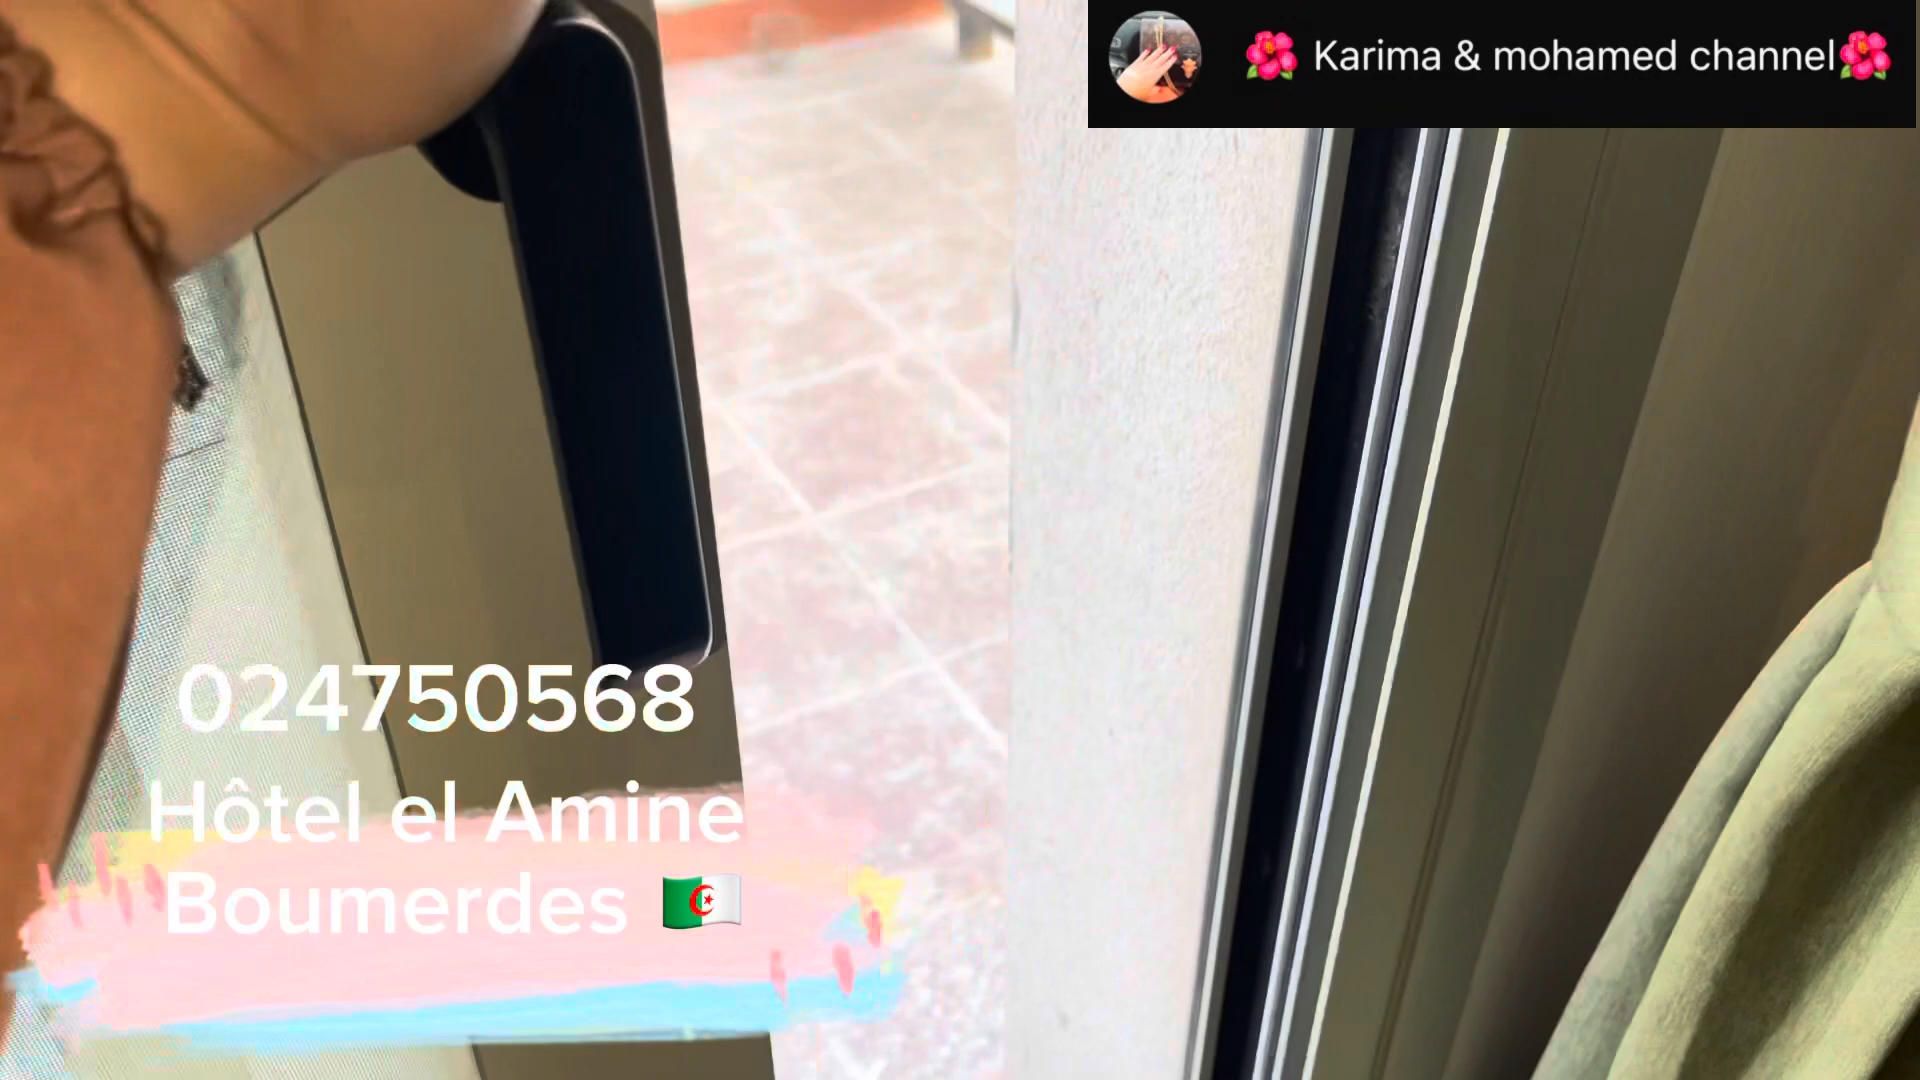 🌺 Karima & mohamed channel🌺
024750568
Hôtel el Amine
Boumerdes 🇩🇿